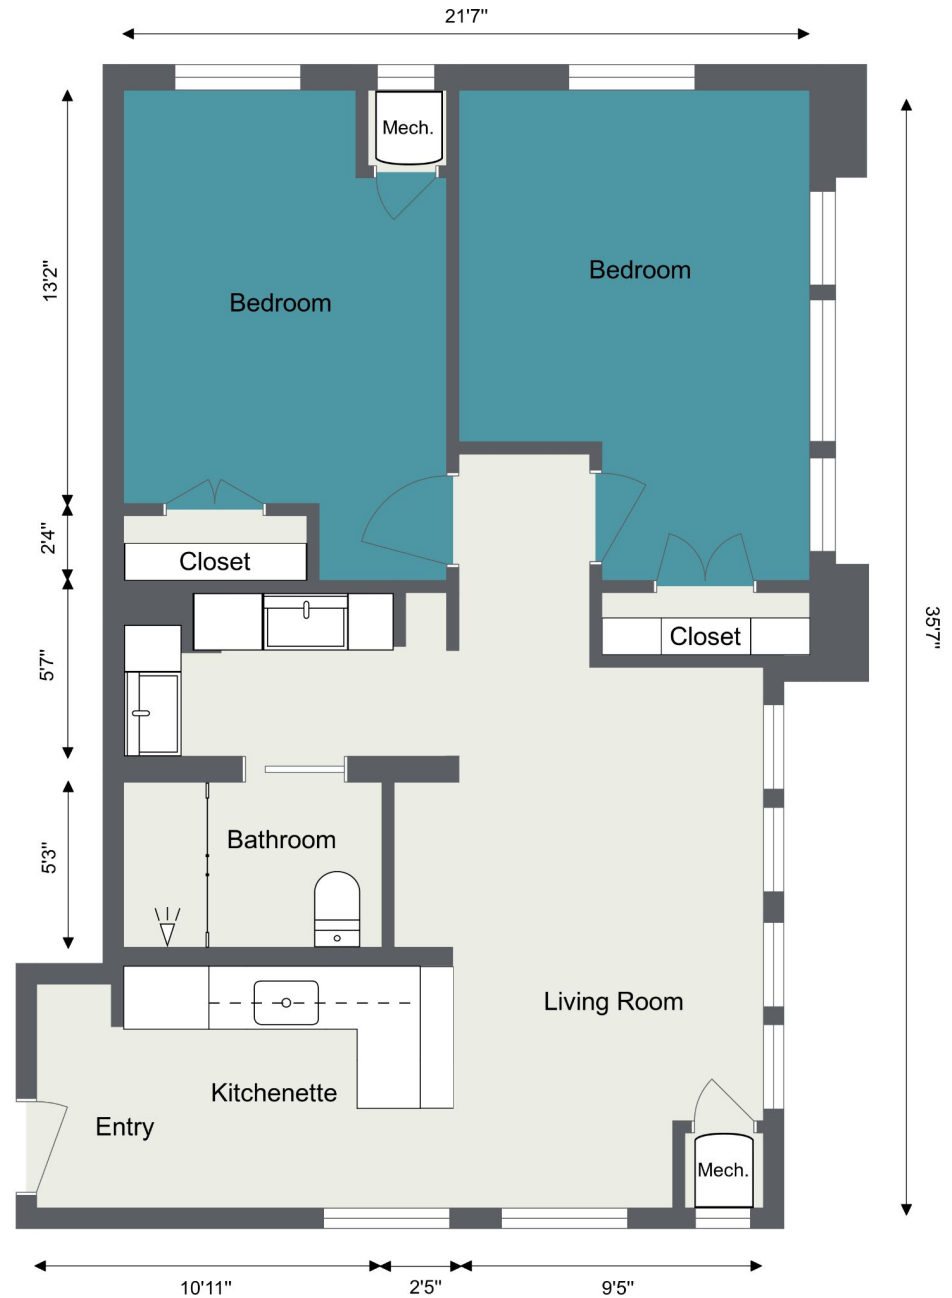 21'7"
Mech.
13'2"
Bedroom
Bedroom
2'4"
Closet
35'7"
5'7"
Closet
5'3"
Bathroom
Living Room
Kitchenette
Entry
Mech.
10'11"
2'5"
9'5"